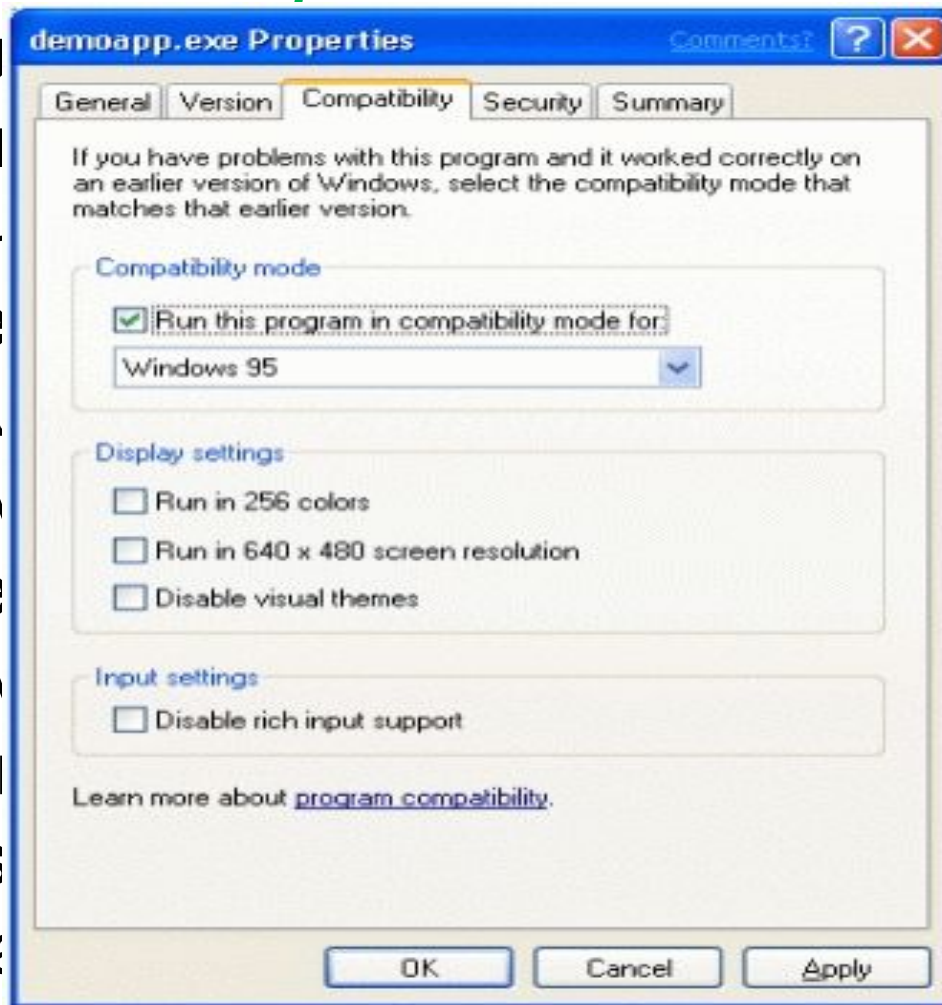 demoapp.exe Properties
Comments?
General Version Compatibility Security Summary
If you have problems with this program and it worked correctly on
an earlier version of Windows, select the compatibility mode that
matches that earlier version.
Compatibility mode
Run this program in compatibility mode for:
Windows 95
Display settings
Run in 256 colors
Run in 640 x 480 screen resolution
Disable visual themes
Input settings
Disable rich input support
Learn more about program compatibility.
OK Cancel Apply